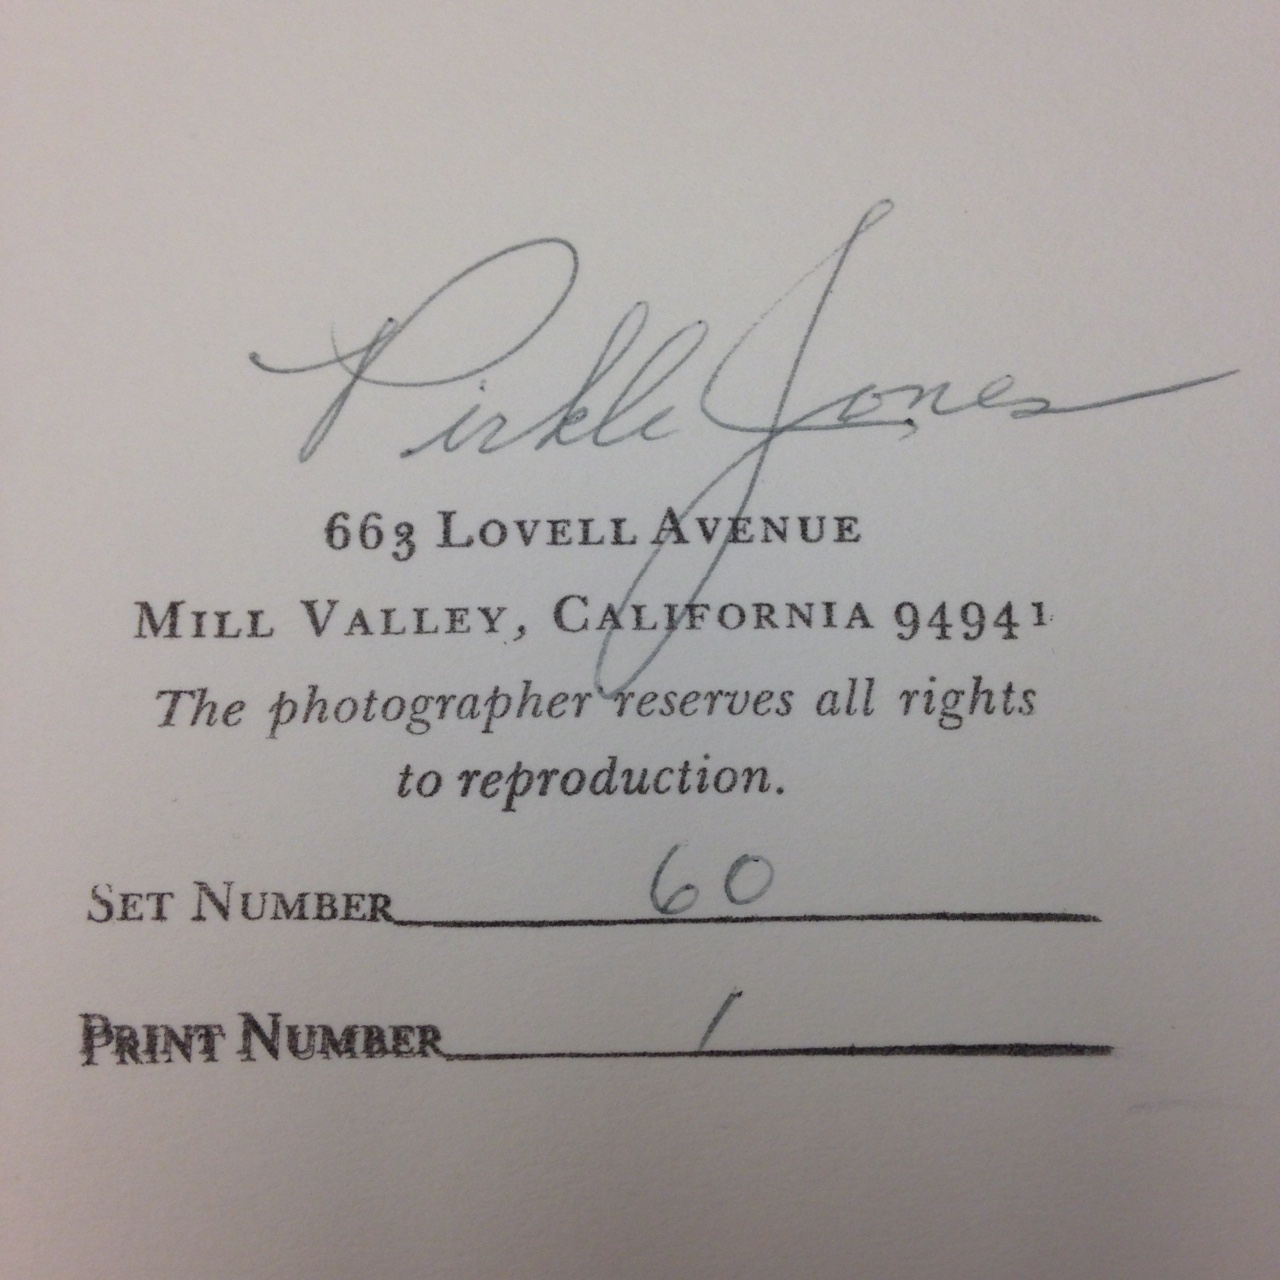 Pirkle Jones
663 LOVELL AVENUE
MILL VALLEY, CALIFORNIA 94941
The photographer reserves all rights
to reproduction.
SET NUMBER 60
PRINT NUMBER 1